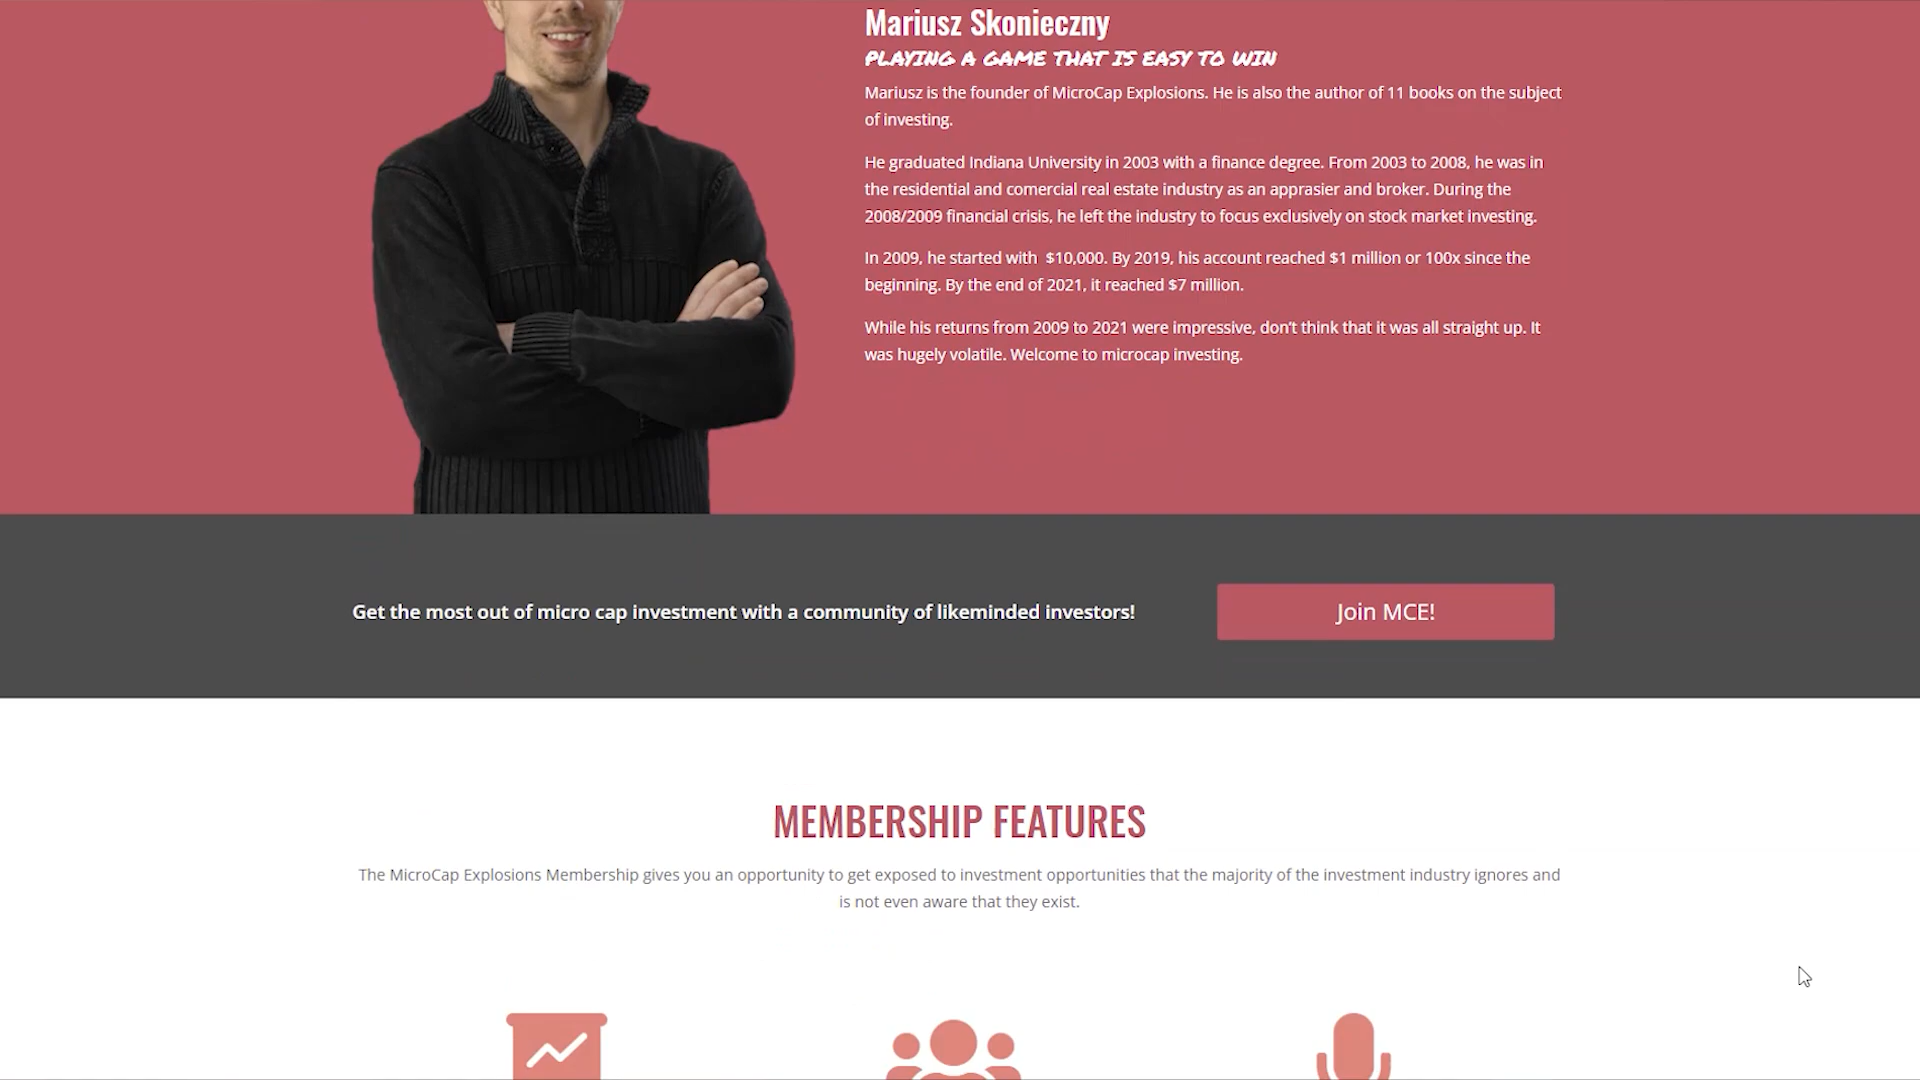 Mariusz Skonieczny
PLAYING A GAME THAT IS EASY TO WIN
Mariusz is the founder of MicroCap Explosions. He is also the author of 11 books on the subject
of investing.
He graduated Indiana University in 2003 with a finance degree. From 2003 to 2008, he was in
the residential and comercial real estate industry as an apprasier and broker. During the
2008/2009 financial crisis, he left the industry to focus exclusively on stock market investing.
In 2009, he started with  $10,000. By 2019, his account reached $1 million or 100x since the
beginning. By the end of 2021, it reached $7 million.
While his returns from 2009 to 2021 were impressive, don't think that it was all straight up. It
was hugely volatile. Welcome to microcap investing.
Get the most out of micro cap investment with a community of likeminded investors!
Join MCE!
MEMBERSHIP FEATURES
The MicroCap Explosions Membership gives you an opportunity to get exposed to investment opportunities that the majority of the investment industry ignores and
is not even aware that they exist.